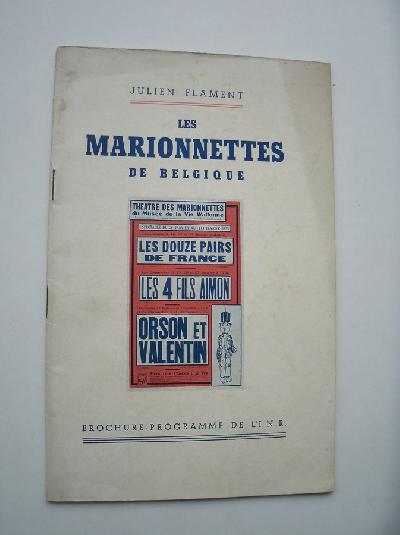 JULIEN FLAMENT
LES
MARIONNETTES
DE BELGIQUE
THEATRE DES MARIONNETTES
du Musée de la Vie Wallonne
LES DOUZE PAIRS
DE FRANCE
LES 4 FILS AIMON
ORSON ET
VALENTIN
BROCHURE-PROGRAMME DE L'I.N.R.